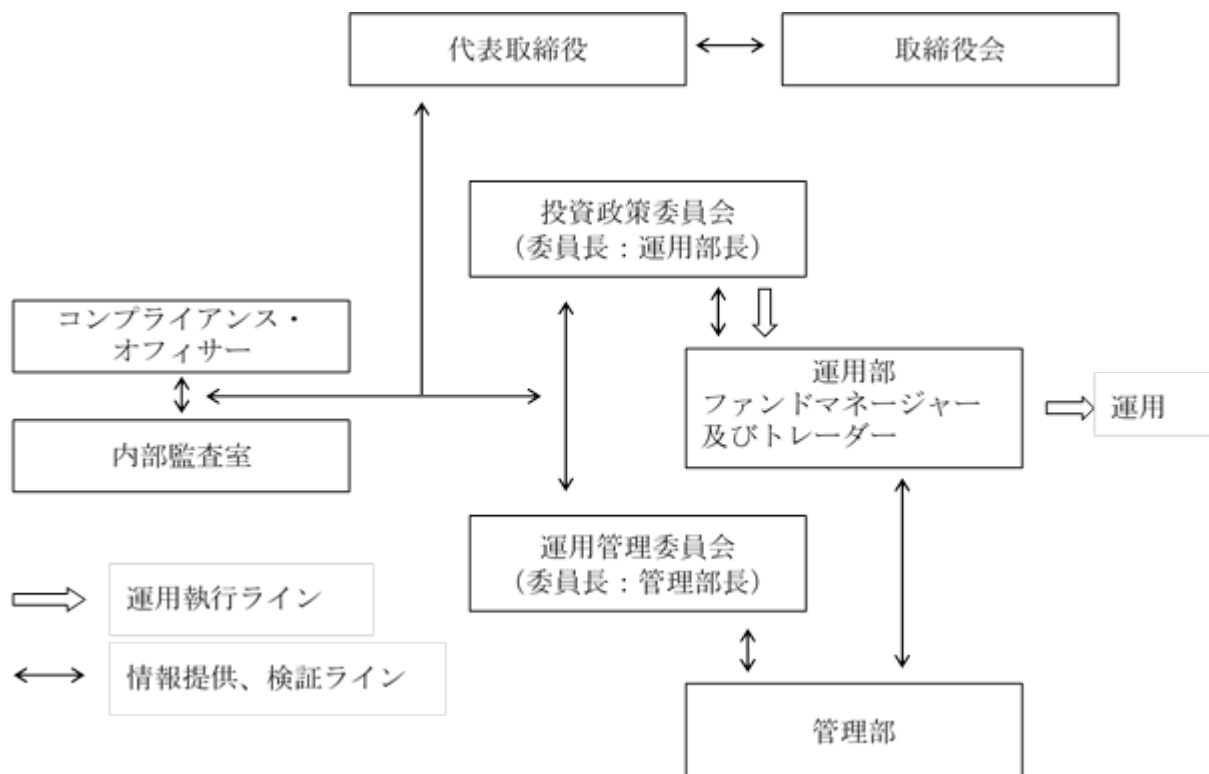 代表取締役
取締役会
投資政策委員会
（委員長：運用部長）
コンプライアンス・
オフィサー
内部監査室
運用部
ファンドマネージャー
及びトレーダー
運用
運用管理委員会
（委員長：管理部長）
運用執行ライン
情報提供、検証ライン
管理部